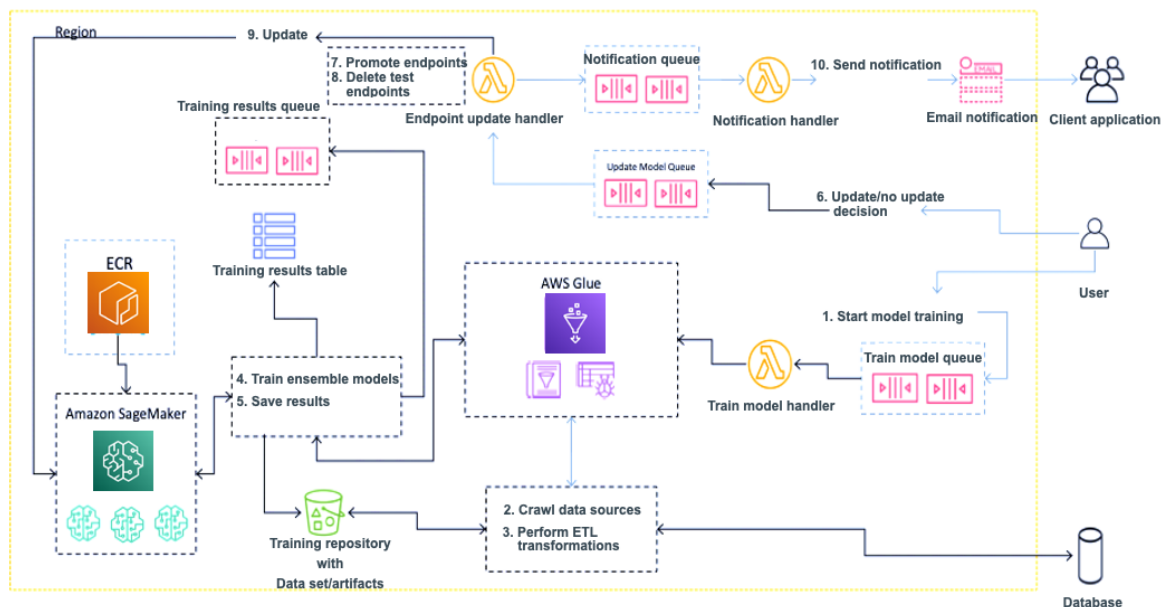 Region
9. Update
7. Promote endpoints
8. Delete test
endpoints
Endpoint update handler
Notification queue
Notification handler
10. Send notification
EMAIL
Email notification
Client application
Training results queue
Update Model Queue
6. Update/no update
decision
User
Training results table
ECR
AWS Glue
1. Start model training
Train model queue
Train model handler
4. Train ensemble models
5. Save results
Amazon SageMaker
2. Crawl data sources
3. Perform ETL
transformations
Training repository
with
Data set/artifacts
Database